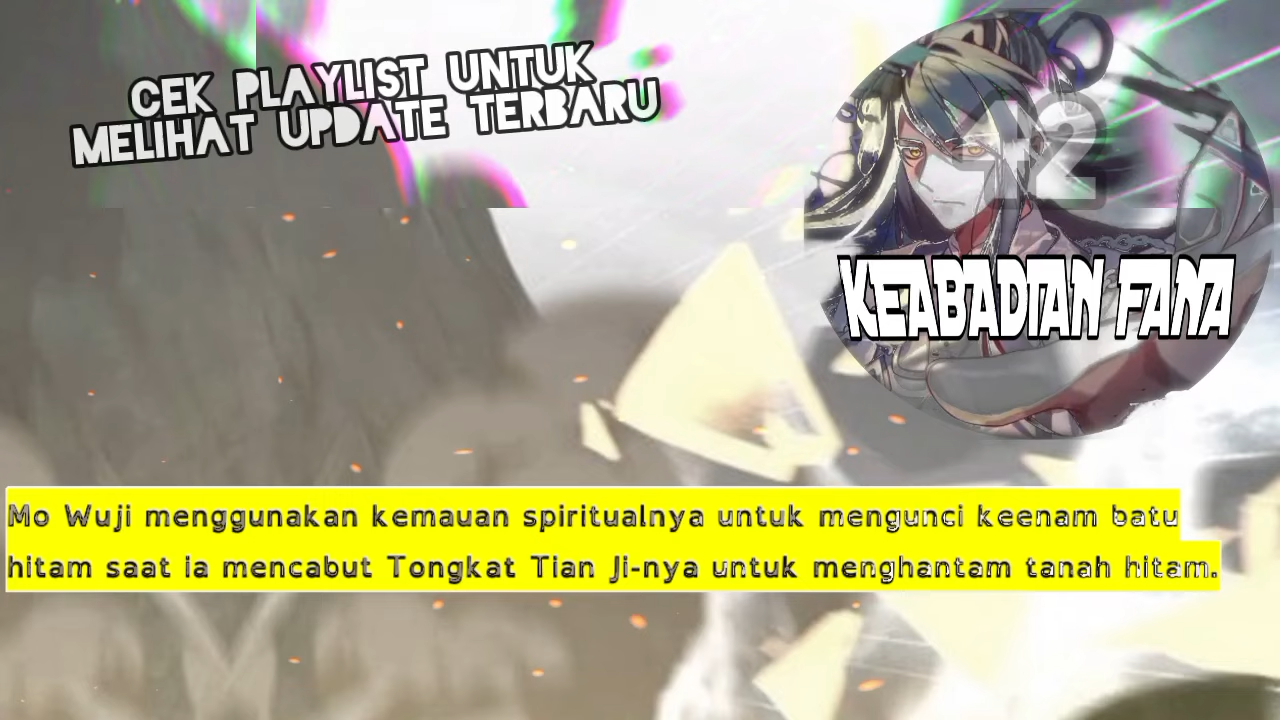 CEK PLAYLIST UNTUK
MELIHAT UPDATE TERBARU
42
KEABADIAN FANA
Mo Wuji menggunakan kemauan spiritualnya untuk mengunci keenam batu
hitam saat ia mencabut Tongkat Tian Ji-nya untuk menghantam tanah hitam.